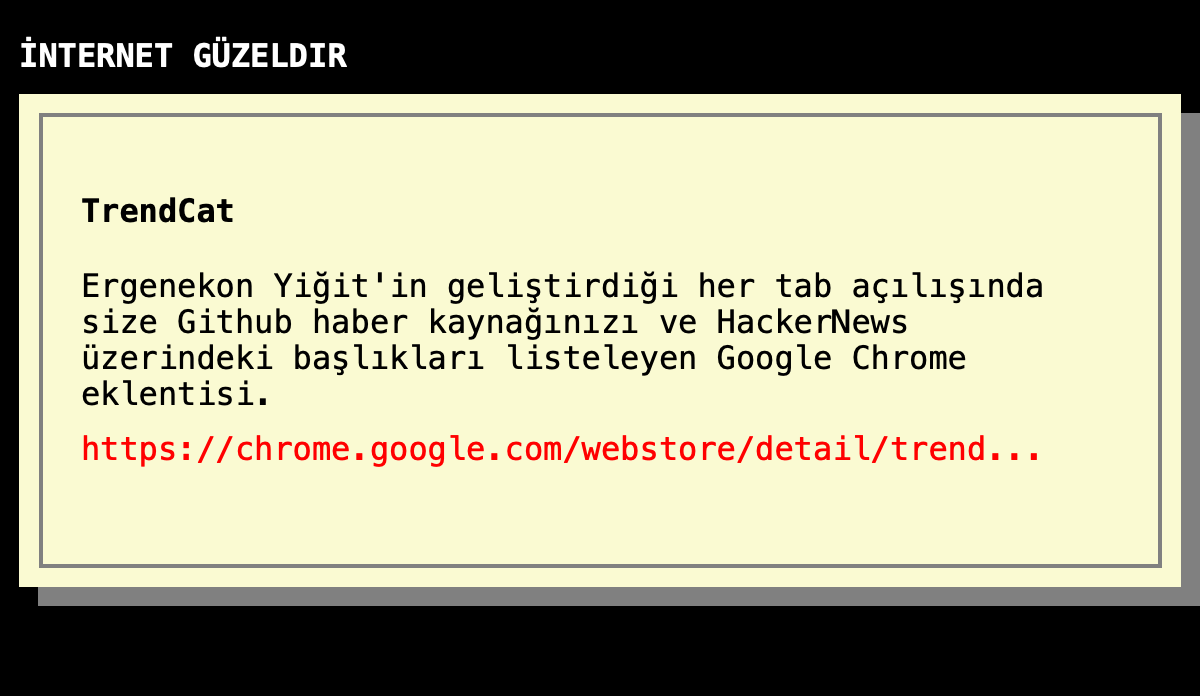 İNTERNET GÜZELDIR
TrendCat
Ergenekon Yiğit'in geliştirdiği her tab açılışında
size Github haber kaynağınızı ve HackerNews
üzerindeki başlıkları listeleyen Google Chrome
eklentisi.
https://chrome.google.com/webstore/detail/trend...